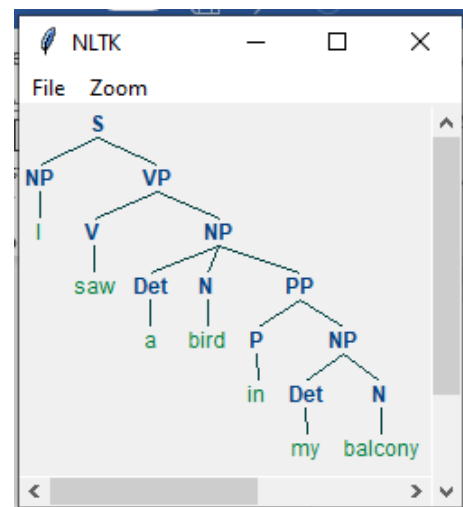 NLTK
File Zoom
S
NP VP
I V NP
saw Det N PP
a bird P NP
in Det N
my balcony